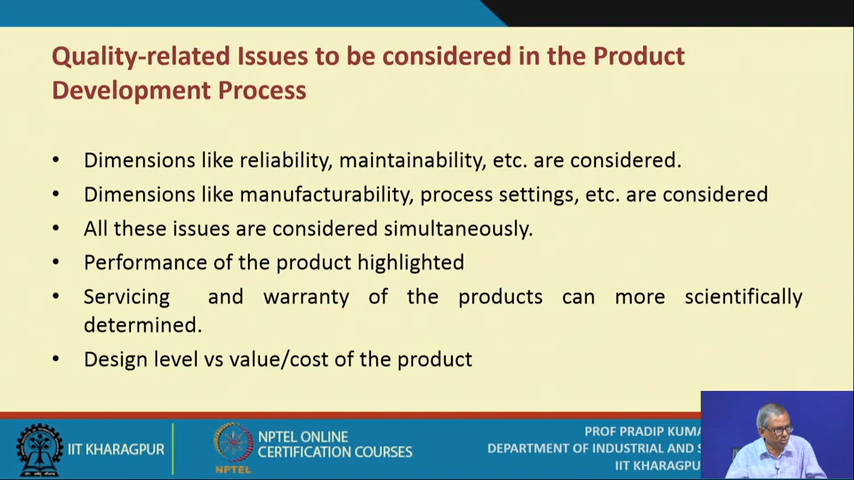 Quality-related Issues to be considered in the Product
Development Process
• Dimensions like reliability, maintainability, etc. are considered.
• Dimensions like manufacturability, process settings, etc. are considered
• All these issues are considered simultaneously.
• Performance of the product highlighted
• Servicing and warranty of the products can more scientifically
determined.
• Design level vs value/cost of the product
IIT KHARAGPUR
NPTEL
NPTEL ONLINE
CERTIFICATION COURSES
PROF PRADIP
DEPARTMENT OF INDUSTRIAL AND
IIT KHARAGPUR